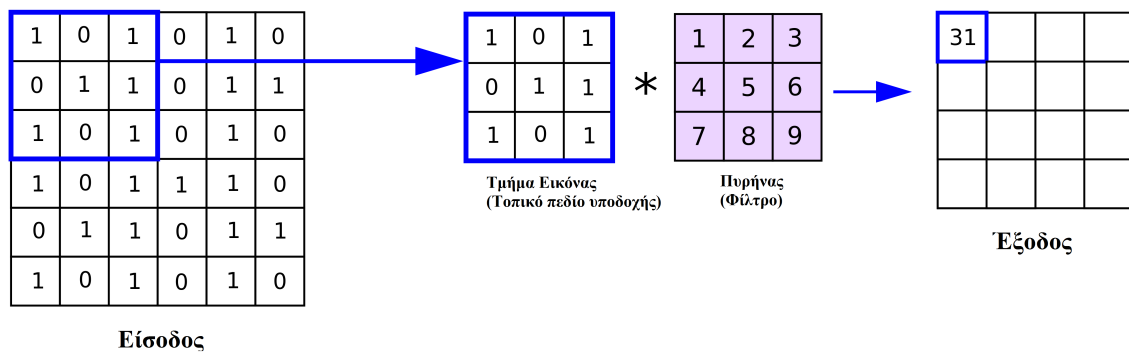 1 0 1 0 1 0
0 1 1 0 1 1
1 0 1 0 1 0
1 0 1 1 1 0
0 1 1 0 1 1
1 0 1 0 1 0
Είσοδος
1 0 1
0 1 1
1 0 1
Τμήμα Εικόνας
(Τοπικό πεδίο υποδοχής)
*
1 2 3
4 5 6
7 8 9
Πυρήνας
(Φίλτρο)
31
Έξοδος